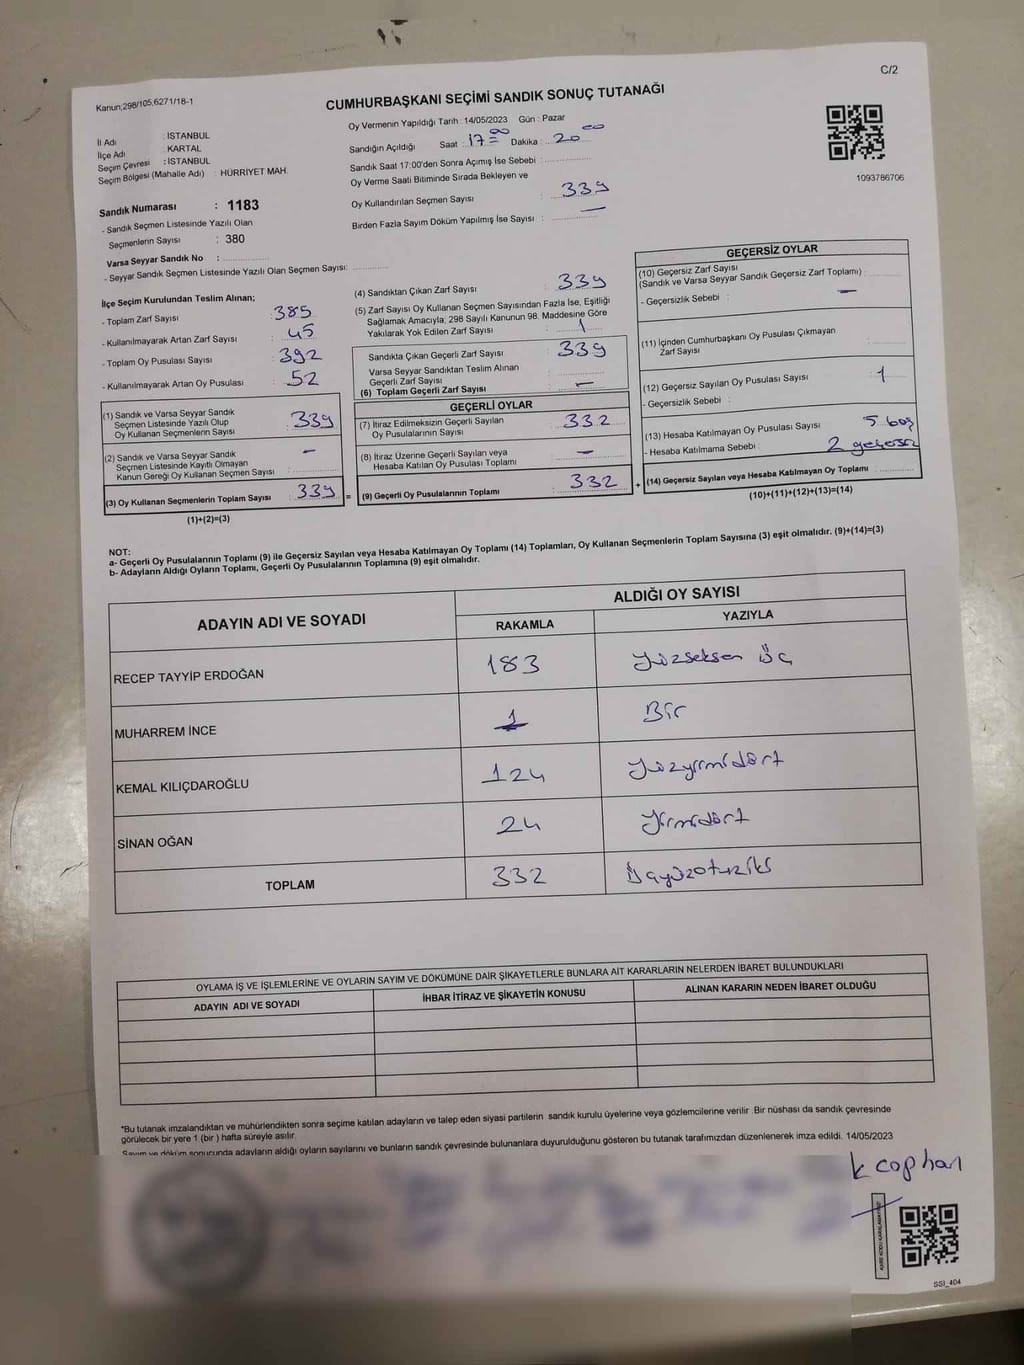 C/2
Kanun;298/105;6271/18-1
CUMHURBAŞKANI SEÇİMİ SANDIK SONUÇ TUTANAĞI
İl Adı : İSTANBUL
İlçe Adı : KARTAL
Seçim Çevresi : İSTANBUL
Seçim Bölgesi (Mahalle Adı) : HÜRRİYET MAH.
Oy Vermenin Yapıldığı Tarih : 14/05/2023 Gün : Pazar
Sandığın Açıldığı Saat : 17 00 Dakika : 20 00
Sandık Saat 17:00'den Sonra Açımış İse Sebebi :
Oy Verme Saati Bitiminde Sırada Bekleyen ve
Oy Kullandırılan Seçmen Sayısı : 339
Birden Fazla Sayım Döküm Yapılmış İse Sayısı : —
1093786706
Sandık Numarası : 1183
- Sandık Seçmen Listesinde Yazılı Olan
Seçmenlerin Sayısı : 380
Varsa Seyyar Sandık No :
- Seyyar Sandık Seçmen Listesinde Yazılı Olan Seçmen Sayısı:
İlçe Seçim Kurulundan Teslim Alınan;
- Toplam Zarf Sayısı : 385
- Kullanılmayarak Artan Zarf Sayısı : 45
- Toplam Oy Pusulası Sayısı : 392
- Kullanılmayarak Artan Oy Pusulası : 52
(1) Sandık ve Varsa Seyyar Sandık
Seçmen Listesinde Yazılı Olup
Oy Kullanan Seçmenlerin Sayısı : 339
(2) Sandık ve Varsa Seyyar Sandık
Seçmen Listesinde Kayıtlı Olmayan
Kanun Gereği Oy Kullanan Seçmen Sayısı : –
(3) Oy Kullanan Seçmenlerin Toplam Sayısı : 339 =
(1)+(2)=(3)
(4) Sandıktan Çıkan Zarf Sayısı : 339
(5) Zarf Sayısı Oy Kullanan Seçmen Sayısından Fazla İse, Eşitliği
Sağlamak Amacıyla; 298 Sayılı Kanunun 98. Maddesine Göre
Yakılarak Yok Edilen Zarf Sayısı : 1
Sandıkta Çıkan Geçerli Zarf Sayısı : 339
Varsa Seyyar Sandıktan Teslim Alınan
Geçerli Zarf Sayısı :
(6) Toplam Geçerli Zarf Sayısı : –
GEÇERLİ OYLAR
(7) İtiraz Edilmeksizin Geçerli Sayılan
Oy Pusulalarının Sayısı : 332
(8) İtiraz Üzerine Geçerli Sayılan veya
Hesaba Katılan Oy Pusulası Toplamı : –
(9) Geçerli Oy Pusulalarının Toplamı : 332 +
GEÇERSİZ OYLAR
(10) Geçersiz Zarf Sayısı
(Sandık ve Varsa Seyyar Sandık Geçersiz Zarf Toplamı) :
- Geçersizlik Sebebi : —
(11) İçinden Cumhurbaşkanı Oy Pusulası Çıkmayan
Zarf Sayısı :
(12) Geçersiz Sayılan Oy Pusulası Sayısı : 1
- Geçersizlik Sebebi :
(13) Hesaba Katılmayan Oy Pusulası Sayısı : 5 boş
- Hesaba Katılmama Sebebi : 2 geçersiz
(14) Geçersiz Sayılan veya Hesaba Katılmayan Oy Toplamı :
(10)+(11)+(12)+(13)=(14)
NOT:
a- Geçerli Oy Pusulalarının Toplamı (9) ile Geçersiz Sayılan veya Hesaba Katılmayan Oy Toplamı (14) Toplamları, Oy Kullanan Seçmenlerin Toplam Sayısına (3) eşit olmalıdır. (9)+(14)=(3)
b- Adayların Aldığı Oyların Toplamı, Geçerli Oy Pusulalarının Toplamına (9) eşit olmalıdır.
ADAYIN ADI VE SOYADI
ALDIĞI OY SAYISI
RAKAMLA YAZIYLA
RECEP TAYYİP ERDOĞAN 183 Yüzseksen üç
MUHARREM İNCE 1 Bir
KEMAL KILIÇDAROĞLU 124 Yüzyirmidört
SİNAN OĞAN 24 Yirmidört
TOPLAM 332 Üçyüzotuziki
OYLAMA İŞ VE İŞLEMLERİNE VE OYLARIN SAYIM VE DÖKÜMÜNE DAİR ŞİKAYETLERLE BUNLARA AİT KARARLARIN NELERDEN İBARET BULUNDUKLARI
ADAYIN ADI VE SOYADI İHBAR İTİRAZ VE ŞİKAYETİN KONUSU ALINAN KARARIN NEDEN İBARET OLDUĞU
*Bu tutanak imzalandıktan ve mühürlendikten sonra seçime katılan adayların ve talep eden siyasi partilerin sandık kurulu üyelerine veya gözlemcilerine verilir. Bir nüshası da sandık çevresinde
görülecek bir yere 1 (bir) hafta süreyle asılır.
Sayım ve döküm sonucunda adayların aldığı oyların sayılarını ve bunların sandık çevresinde bulunanlara duyurulduğunu gösteren bu tutanak tarafımızdan düzenlenerek imza edildi. 14/05/2023
SSI_404